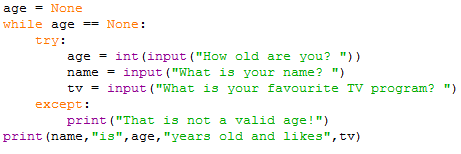 age = None
while age == None:
    try:
        age = int(input("How old are you? "))
        name = input("What is your name? ")
        tv = input("What is your favourite TV program? ")
    except:
        print("That is not a valid age!")
print(name,"is",age,"years old and likes",tv)